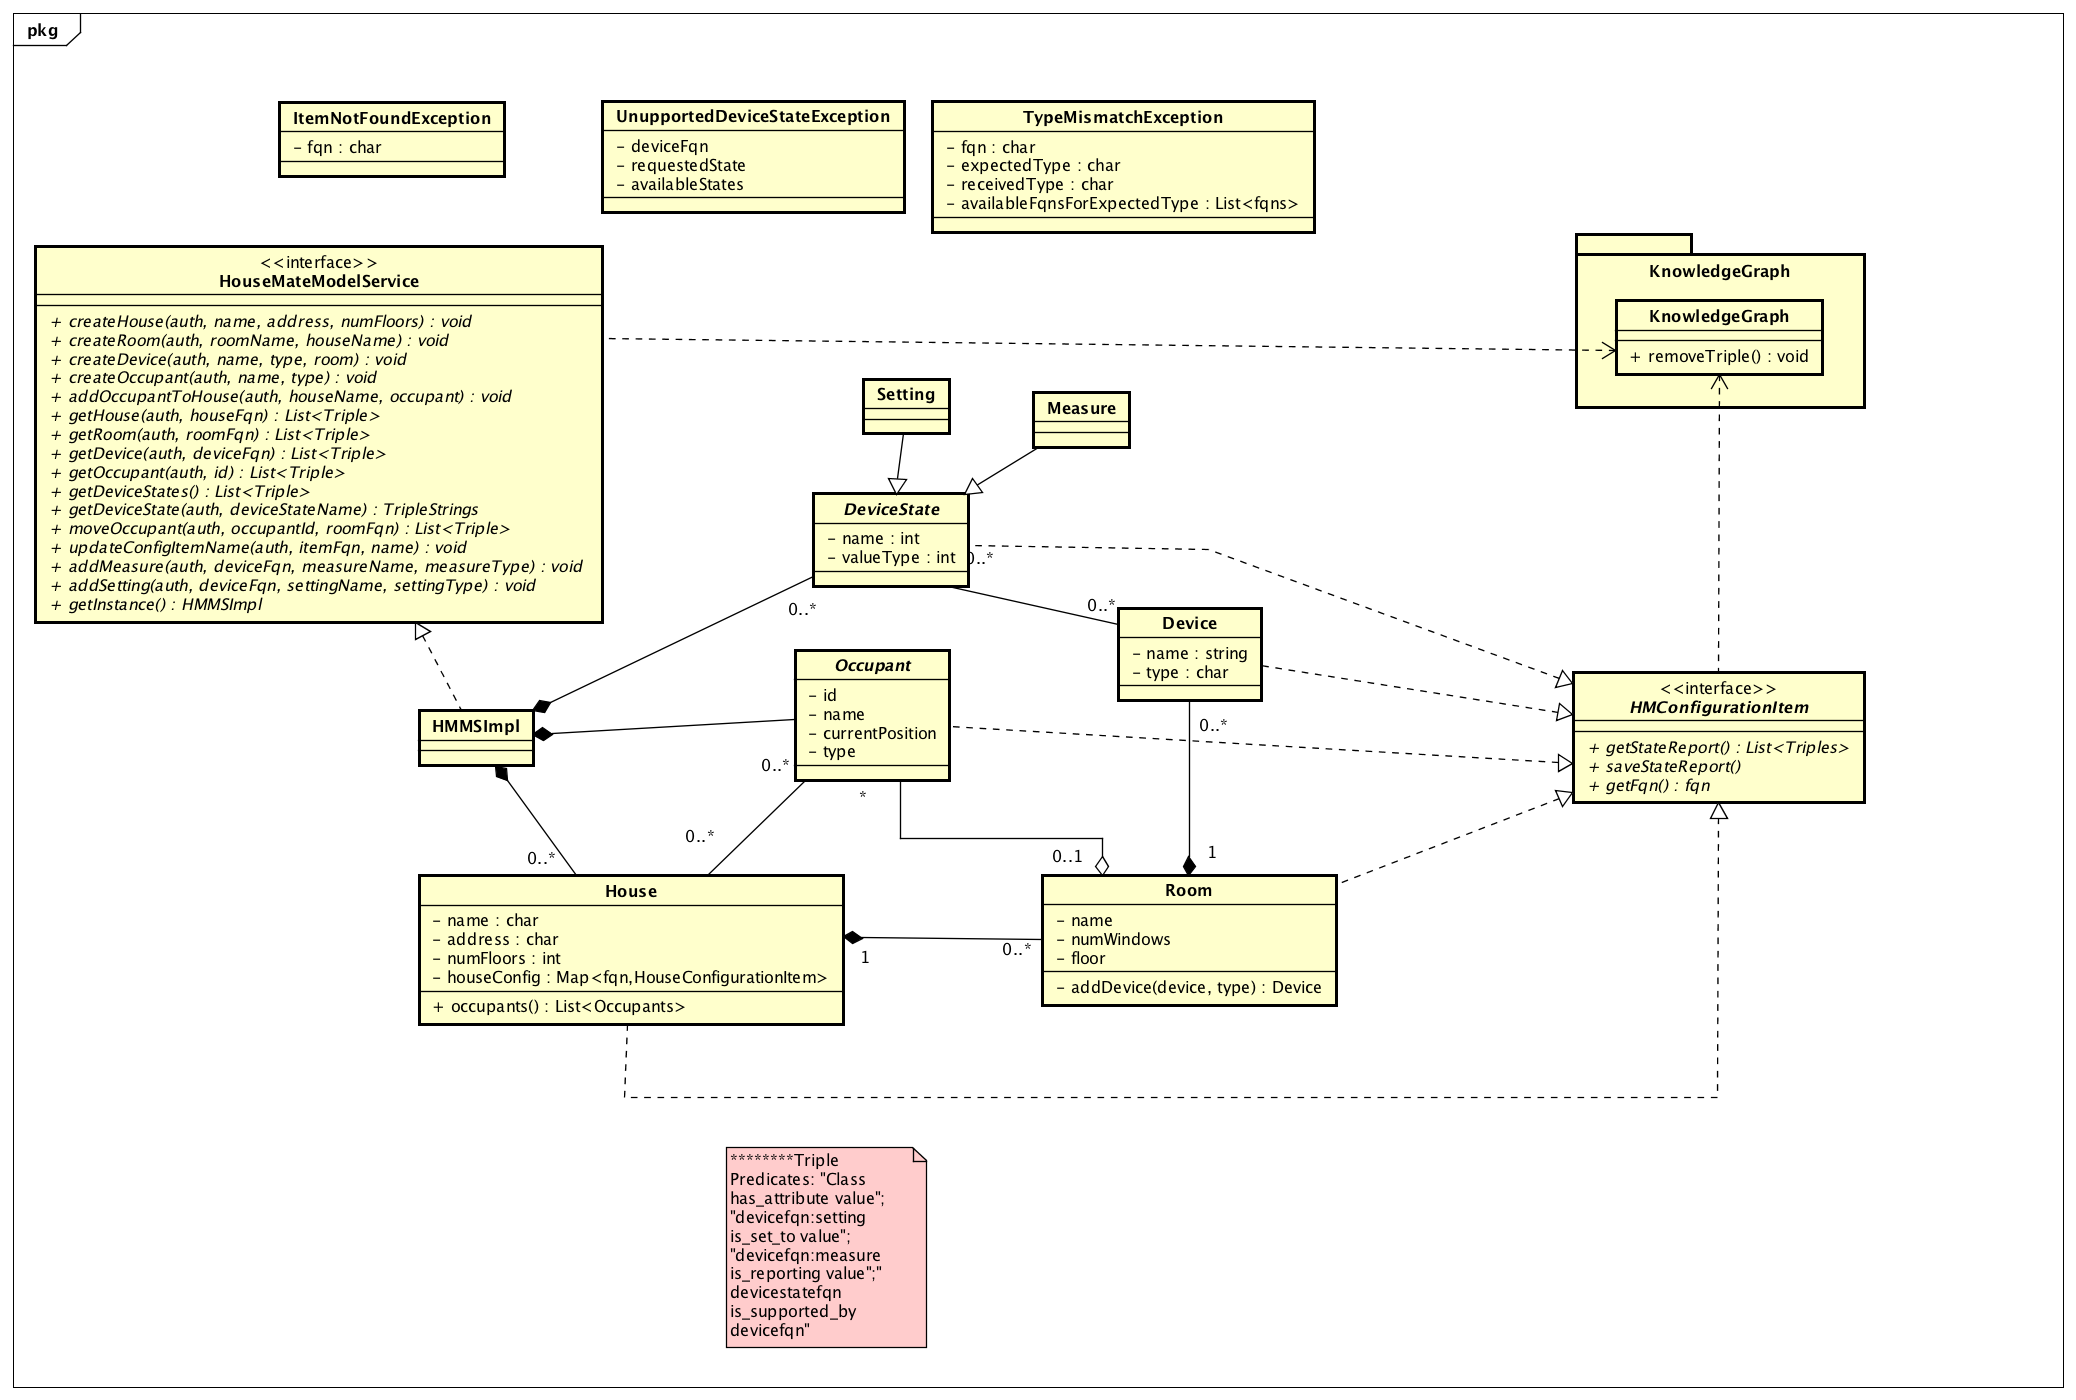 pkg
ItemNotFoundException
- fqn : char
UnupportedDeviceStateException
- deviceFqn
- requestedState
- availableStates
TypeMismatchException
- fqn : char
- expectedType : char
- receivedType : char
- availableFqnsForExpectedType : List<fqns>
<<interface>>
HouseMateModelService
+ createHouse(auth, name, address, numFloors) : void
+ createRoom(auth, roomName, houseName) : void
+ createDevice(auth, name, type, room) : void
+ createOccupant(auth, name, type) : void
+ addOccupantToHouse(auth, houseName, occupant) : void
+ getHouse(auth, houseFqn) : List<Triple>
+ getRoom(auth, roomFqn) : List<Triple>
+ getDevice(auth, deviceFqn) : List<Triple>
+ getOccupant(auth, id) : List<Triple>
+ getDeviceStates() : List<Triple>
+ getDeviceState(auth, deviceStateName) : TripleStrings
+ moveOccupant(auth, occupantId, roomFqn) : List<Triple>
+ updateConfigItemName(auth, itemFqn, name) : void
+ addMeasure(auth, deviceFqn, measureName, measureType) : void
+ addSetting(auth, deviceFqn, settingName, settingType) : void
+ getInstance() : HMMSImpl
KnowledgeGraph
KnowledgeGraph
+ removeTriple() : void
Setting
Measure
DeviceState
- name : int
- valueType : int
0..*
0..*
0..*
Device
- name : string
- type : char
0..*
Occupant
- id
- name
- currentPosition
- type
0..*
*
<<interface>>
HMConfigurationItem
+ getStateReport() : List<Triples>
+ saveStateReport()
+ getFqn() : fqn
HMMSImpl
0..*
0..*
0..1
1
House
- name : char
- address : char
- numFloors : int
- houseConfig : Map<fqn,HouseConfigurationItem>
+ occupants() : List<Occupants>
1
0..*
Room
- name
- numWindows
- floor
- addDevice(device, type) : Device
********Triple
Predicates: "Class
has_attribute value";
"devicefqn:setting
is_set_to value";
"devicefqn:measure
is_reporting value";"
devicestatefqn
is_supported_by
devicefqn"